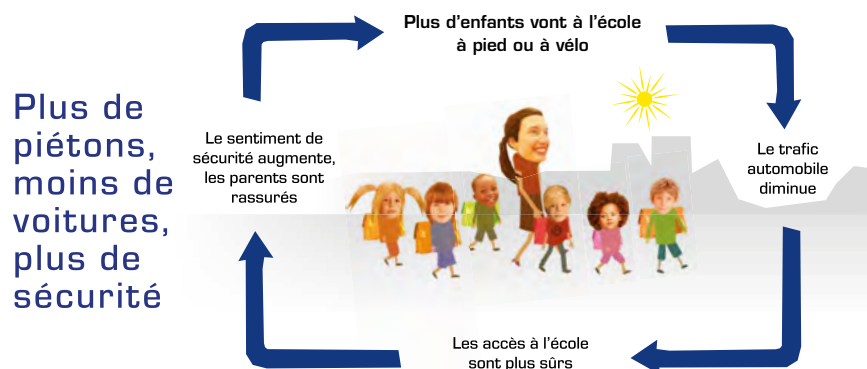 Plus de
piétons,
moins de
voitures,
plus de
sécurité
Plus d’enfants vont à l’école
à pied ou à vélo
Le trafic
automobile
diminue
Les accès à l’école
sont plus sûrs
Le sentiment de
sécurité augmente,
les parents sont
rassurés